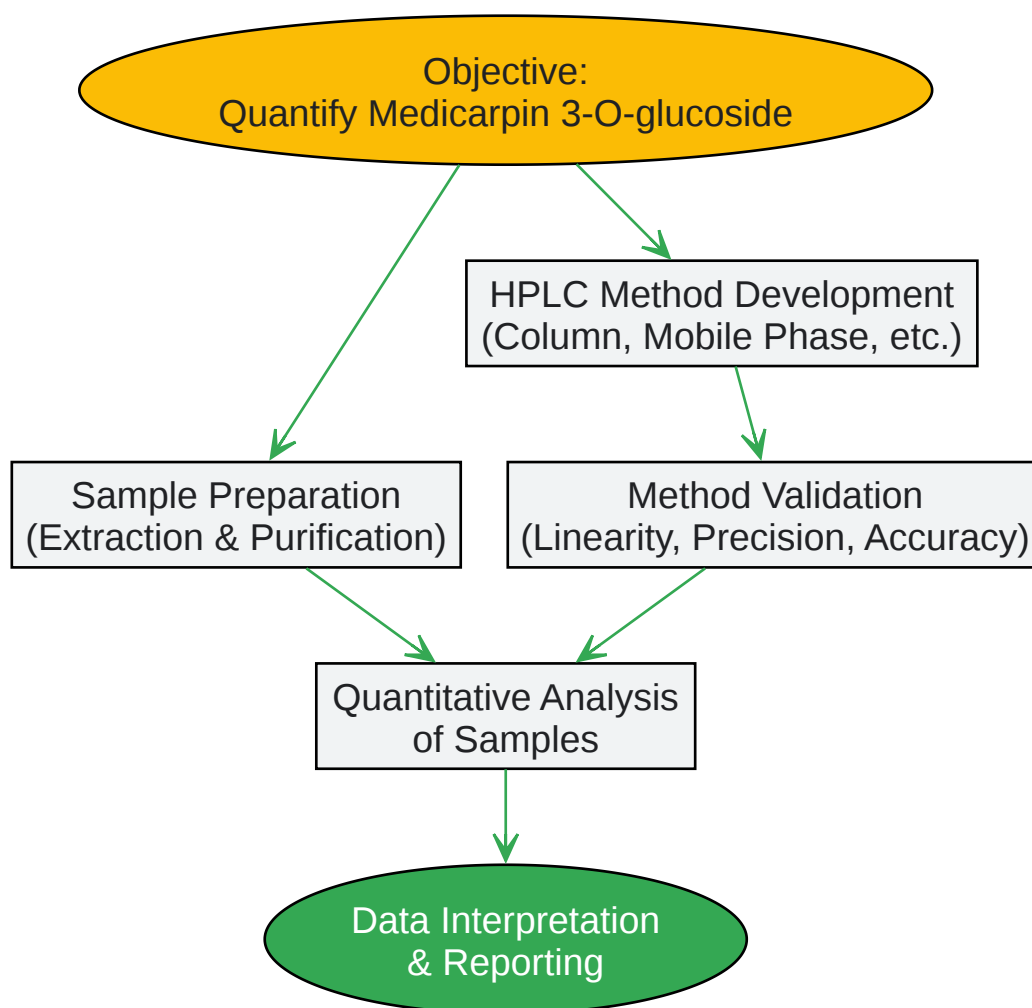 Objective:
Quantify Medicarpin 3-O-glucoside
HPLC Method Development
(Column, Mobile Phase, etc.)
Sample Preparation
(Extraction & Purification)
Method Validation
(Linearity, Precision, Accuracy)
Quantitative Analysis
of Samples
Data Interpretation
& Reporting